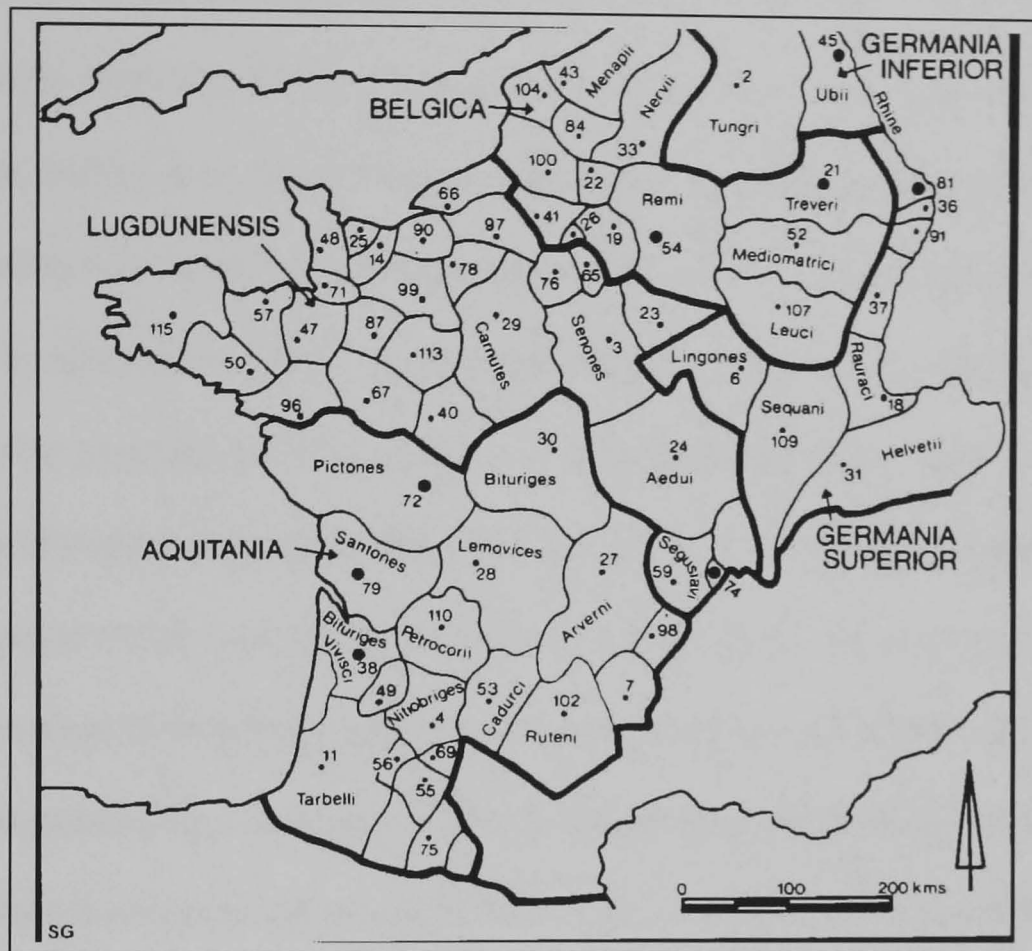 45
GERMANIA
INFERIOR
43
Menapii
2
104
Nervii
Ubii
Rhine
BELGICA
84
Tungri
33
100
22
21
81
66
Remi
Treveri
36
LUGDUNENSIS
41
26
19
97
90
25
48
14
54
52
91
Mediomatrici
78
76
65
71
99
107
37
57
115
47
87
29
23
Leuci
113
Carnutes
Senones
3
Lingones
Rauraci
50
6
67
18
96
40
Sequani
30
24
109
Helvetii
Pictones
31
72
Bituriges
Aedui
AQUITANIA
Santones
Lemovices
27
Segusiavi
GERMANIA
SUPERIOR
28
59
79
74
110
Bituriges
Vivisci
Petrocorii
Arverni
98
38
49
Nitiobriges
53
Cadurci
7
102
4
Ruteni
11
56
69
55
Tarbelli
75
0
100
200 kms
SG